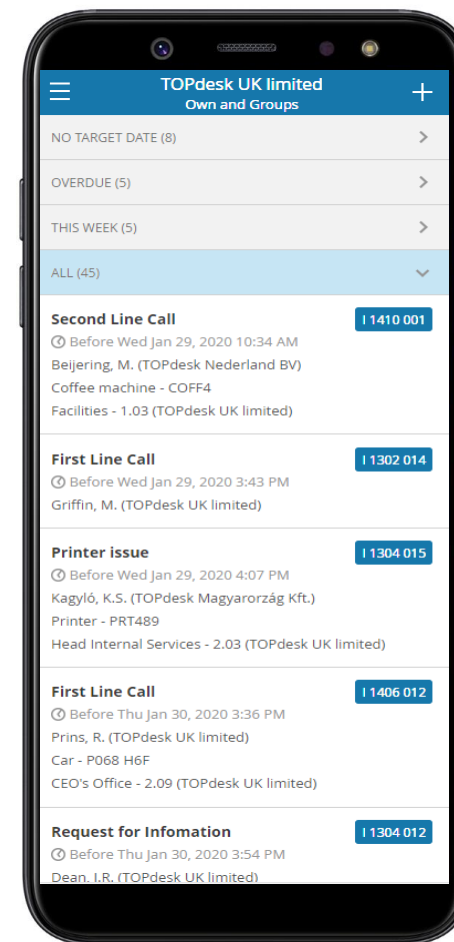 TOPdesk UK limited
Own and Groups
NO TARGET DATE (8)
OVERDUE (5)
THIS WEEK (5)
ALL (45)
Second Line Call
I 1410 001
Before Wed Jan 29, 2020 10:34 AM
Beijering, M. (TOPdesk Nederland BV)
Coffee machine - COFF4
Facilities - 1.03 (TOPdesk UK limited)
First Line Call
I 1302 014
Before Wed Jan 29, 2020 3:43 PM
Griffin, M. (TOPdesk UK limited)
Printer issue
I 1304 015
Before Wed Jan 29, 2020 4:07 PM
Kagyló, K.S. (TOPdesk Magyarország Kft.)
Printer - PRT489
Head Internal Services - 2.03 (TOPdesk UK limited)
First Line Call
I 1406 012
Before Thu Jan 30, 2020 3:36 PM
Prins, R. (TOPdesk UK limited)
Car - P068 H6F
CEO's Office - 2.09 (TOPdesk UK limited)
Request for Infomation
I 1304 012
Before Thu Jan 30, 2020 3:54 PM
Dean, I.R. (TOPdesk UK limited)